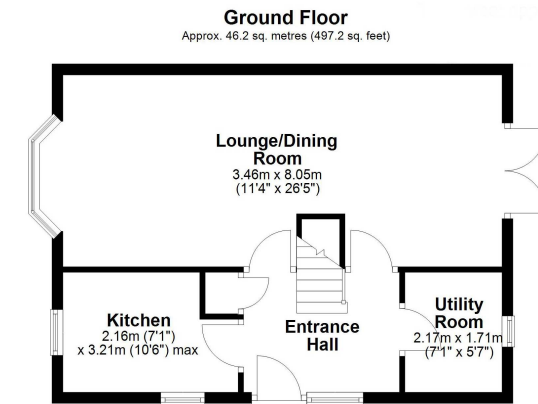 Ground Floor
Approx. 46.2 sq. metres (497.2 sq. feet)
Lounge/Dining
Room
3.46m x 8.05m
(11'4" x 26'5")
Kitchen
2.16m (7'1")
x 3.21m (10'6") max
Entrance
Hall
Utility
Room
2.17m x 1.71m
(7'1" x 5'7")